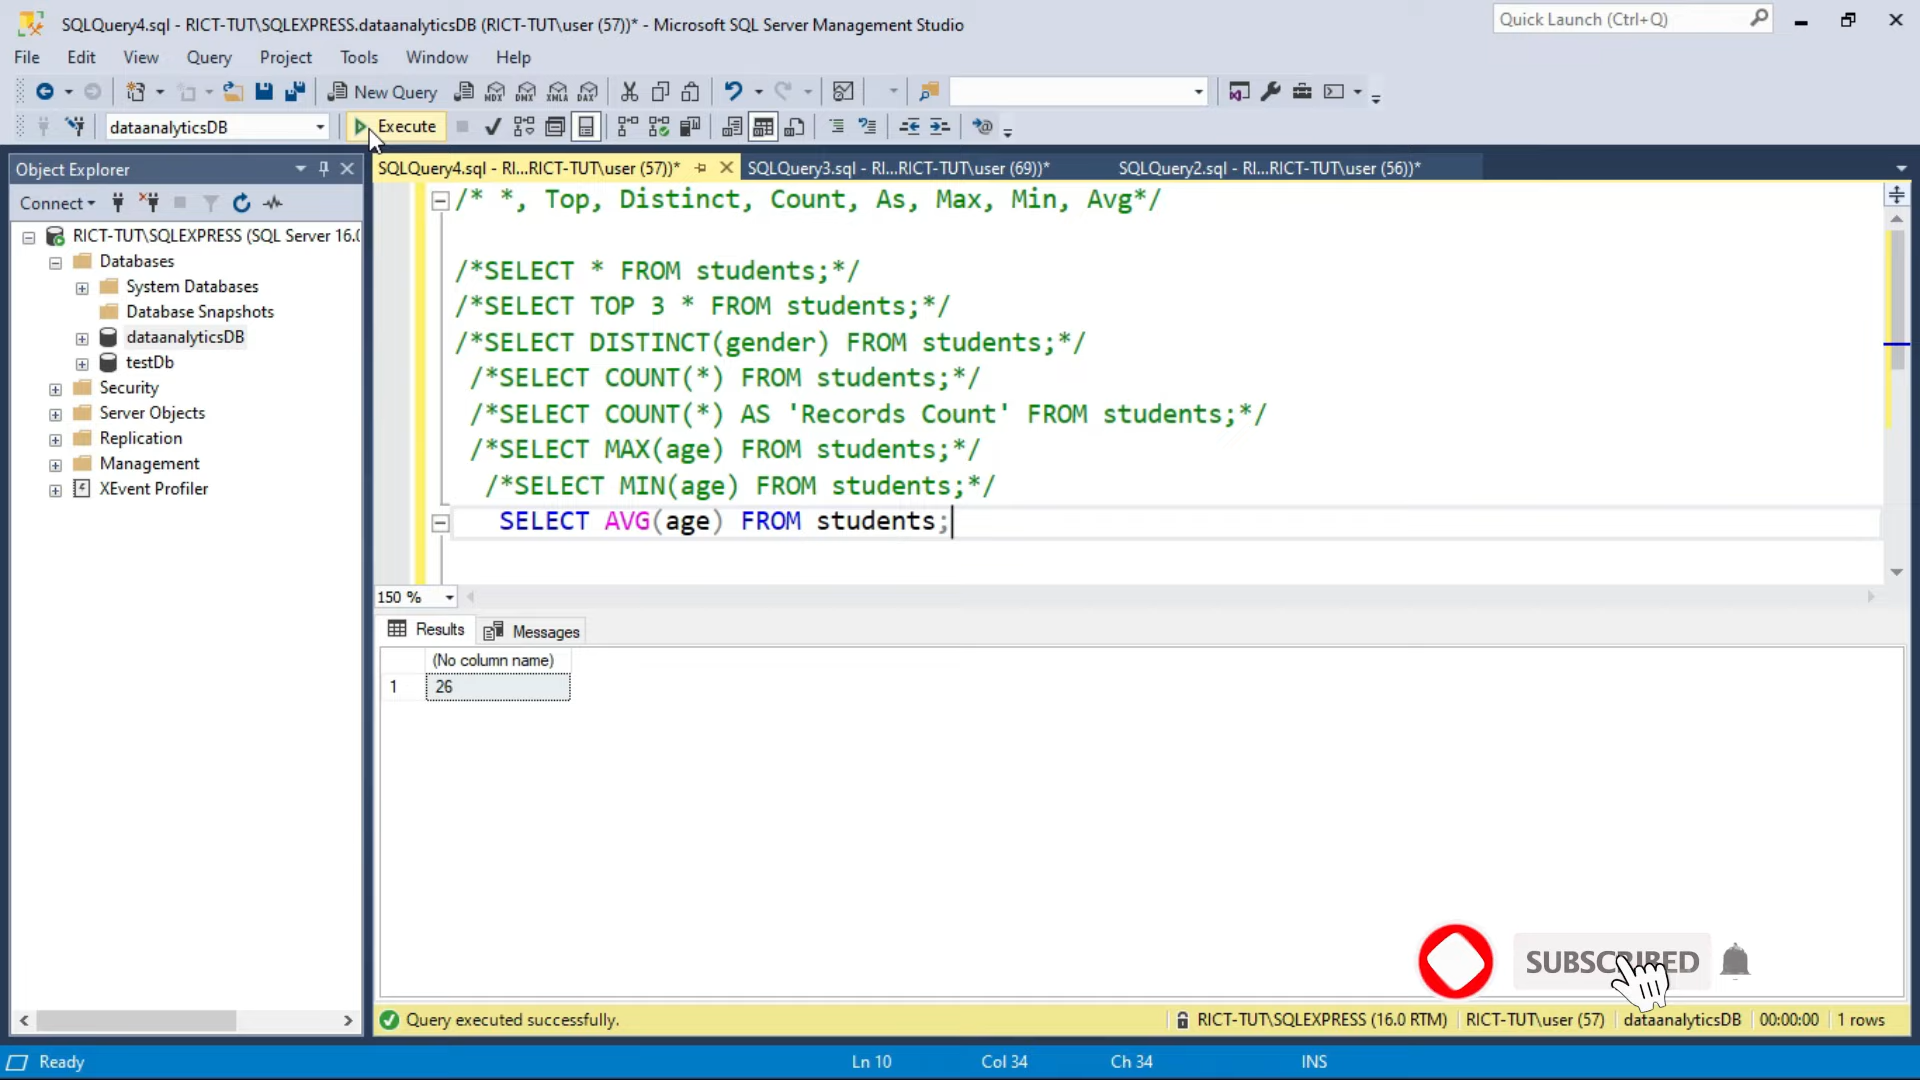 SQLQuery4.sql - RICT-TUT\SQLEXPRESS.dataanalyticsDB (RICT-TUT\user (57))* - Microsoft SQL Server Management Studio
Quick Launch (Ctrl+Q)
File Edit View Query Project Tools Window Help
New Query
MDX DMX XMLA DAX
dataanalyticsDB
Execute
Object Explorer
SQLQuery4.sql - RI...RICT-TUT\user (57))*
SQLQuery3.sql - RI...RICT-TUT\user (69))*
SQLQuery2.sql - RI...RICT-TUT\user (56))*
Connect
RICT-TUT\SQLEXPRESS (SQL Server 16.0
Databases
System Databases
Database Snapshots
dataanalyticsDB
testDb
Security
Server Objects
Replication
Management
XEvent Profiler
/* *, Top, Distinct, Count, As, Max, Min, Avg*/
/*SELECT * FROM students;*/
/*SELECT TOP 3 * FROM students;*/
/*SELECT DISTINCT(gender) FROM students;*/
/*SELECT COUNT(*) FROM students;*/
/*SELECT COUNT(*) AS 'Records Count' FROM students;*/
/*SELECT MAX(age) FROM students;*/
/*SELECT MIN(age) FROM students;*/
SELECT AVG(age) FROM students;
150 %
Results
Messages
(No column name)
1 26
SUBSCRIBED
Query executed successfully.
RICT-TUT\SQLEXPRESS (16.0 RTM) RICT-TUT\user (57) dataanalyticsDB 00:00:00 1 rows
Ready
Ln 10
Col 34
Ch 34
INS